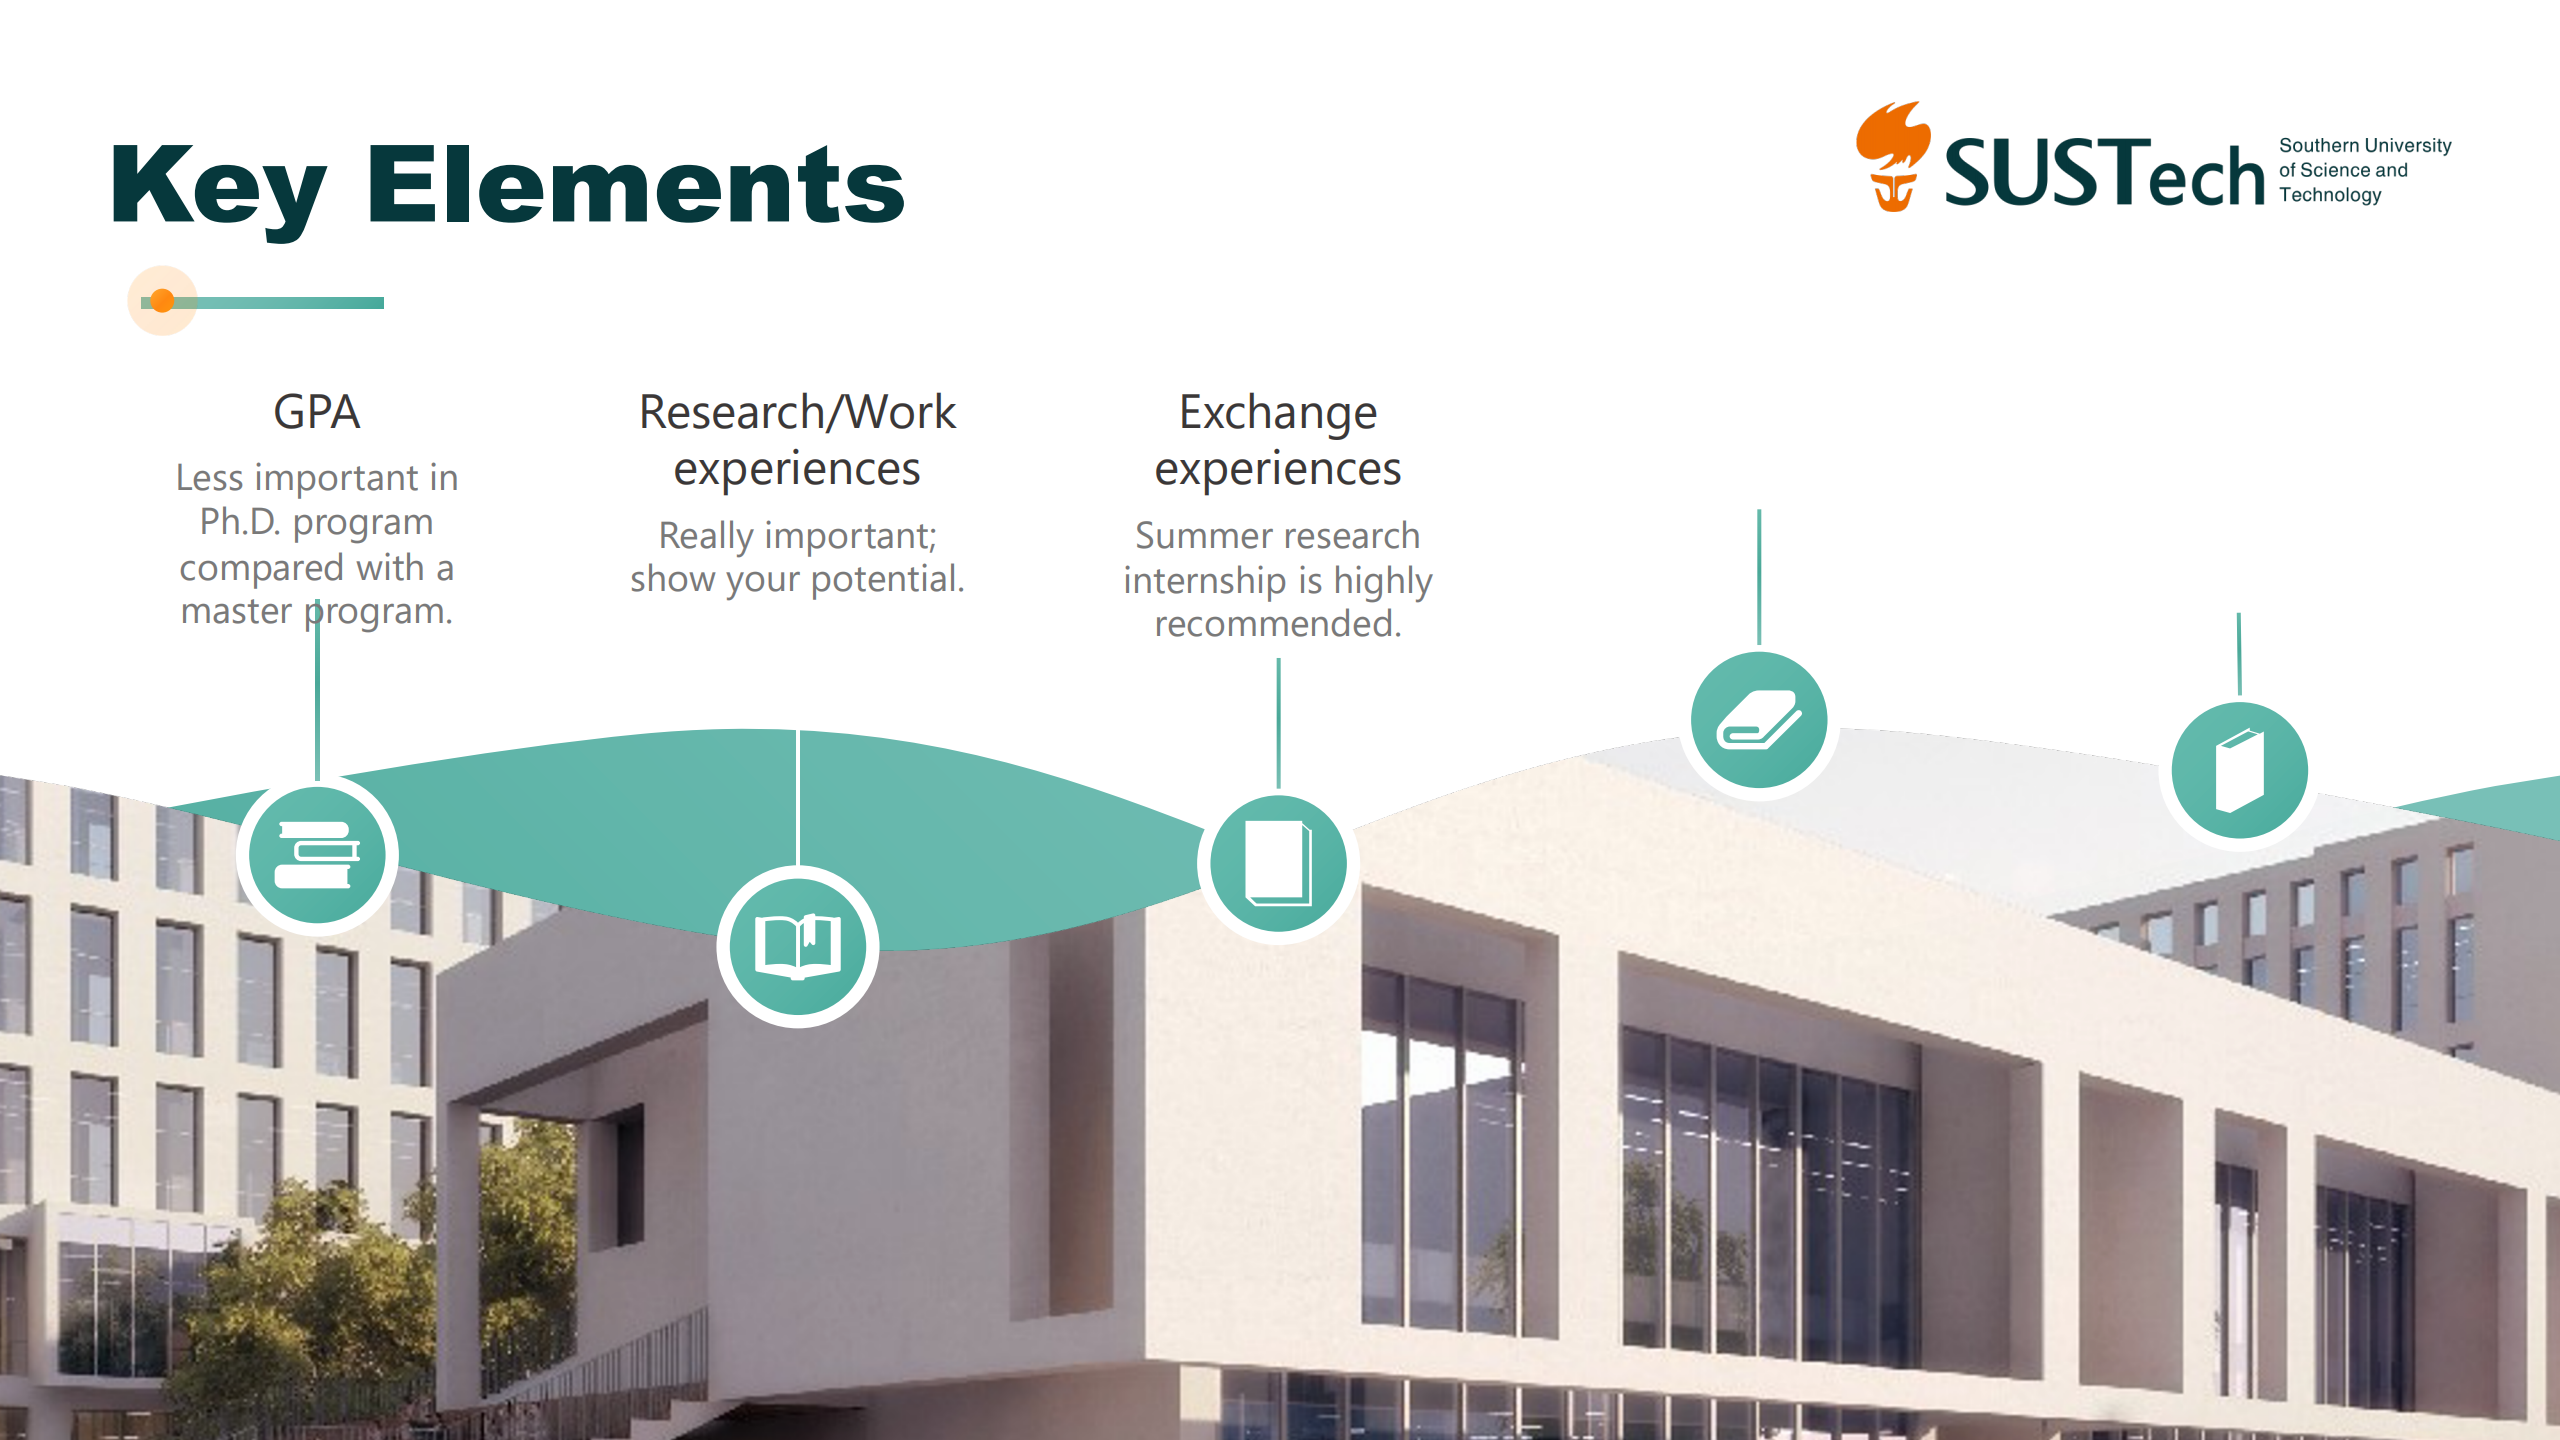 Key Elements
SUSTech
Southern University
of Science and
Technology
GPA
Less important in
Ph.D. program
compared with a
master program.
Research/Work
experiences
Really important;
show your potential.
Exchange
experiences
Summer research
internship is highly
recommended.